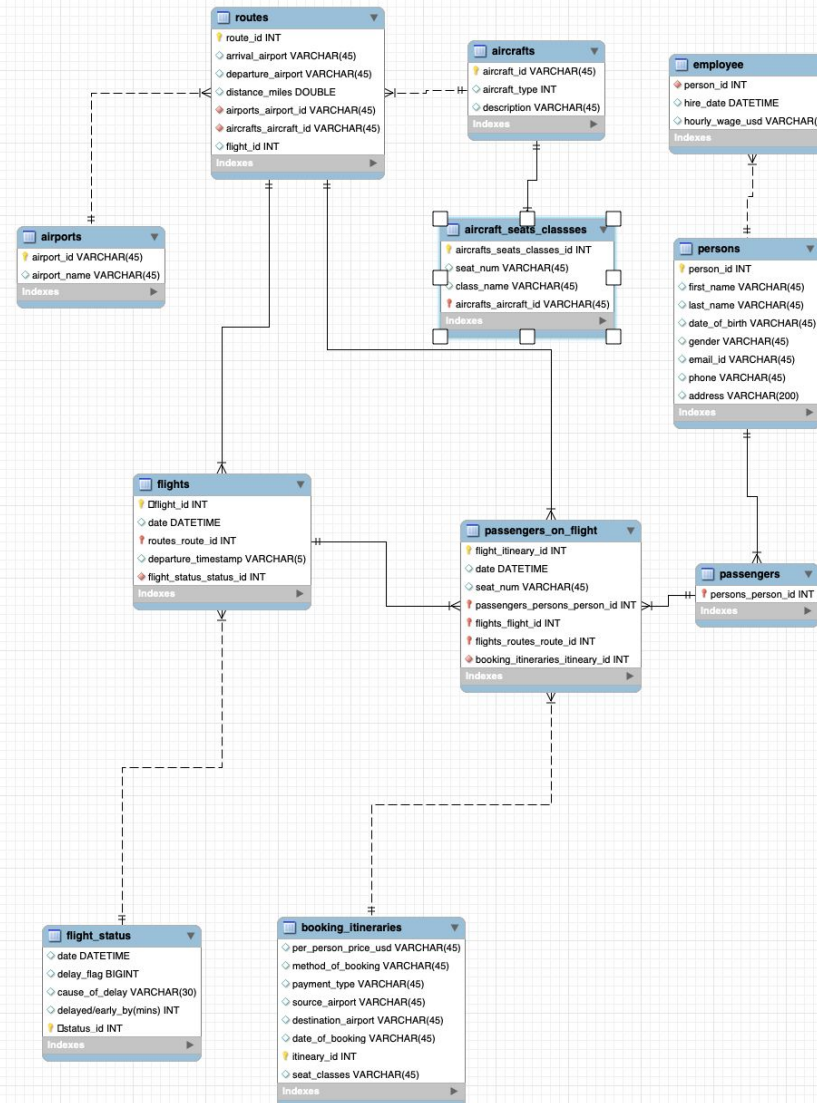 routes
route_id INT
arrival_airport VARCHAR(45)
departure_airport VARCHAR(45)
distance_miles DOUBLE
airports_airport_id VARCHAR(45)
aircrafts_aircraft_id VARCHAR(45)
flight_id INT
Indexes
aircrafts
aircraft_id VARCHAR(45)
aircraft_type INT
description VARCHAR(45)
Indexes
employee
person_id INT
hire_date DATETIME
hourly_wage_usd VARCHAR(
Indexes
airports
airport_id VARCHAR(45)
airport_name VARCHAR(45)
Indexes
aircraft_seats_classses
aircrafts_seats_classes_id INT
seat_num VARCHAR(45)
class_name VARCHAR(45)
aircrafts_aircraft_id VARCHAR(45)
Indexes
persons
person_id INT
first_name VARCHAR(45)
last_name VARCHAR(45)
date_of_birth VARCHAR(45)
gender VARCHAR(45)
email_id VARCHAR(45)
phone VARCHAR(45)
address VARCHAR(200)
Indexes
flights
flight_id INT
date DATETIME
routes_route_id INT
departure_timestamp VARCHAR(5)
flight_status_status_id INT
Indexes
passengers_on_flight
flight_itineary_id INT
date DATETIME
seat_num VARCHAR(45)
passengers_persons_person_id INT
flights_flight_id INT
flights_routes_route_id INT
booking_itineraries_itineary_id INT
Indexes
passengers
persons_person_id INT
Indexes
flight_status
date DATETIME
delay_flag BIGINT
cause_of_delay VARCHAR(30)
delayed/early_by(mins) INT
status_id INT
Indexes
booking_itineraries
per_person_price_usd VARCHAR(45)
method_of_booking VARCHAR(45)
payment_type VARCHAR(45)
source_airport VARCHAR(45)
destination_airport VARCHAR(45)
date_of_booking VARCHAR(45)
itineary_id INT
seat_classes VARCHAR(45)
Indexes